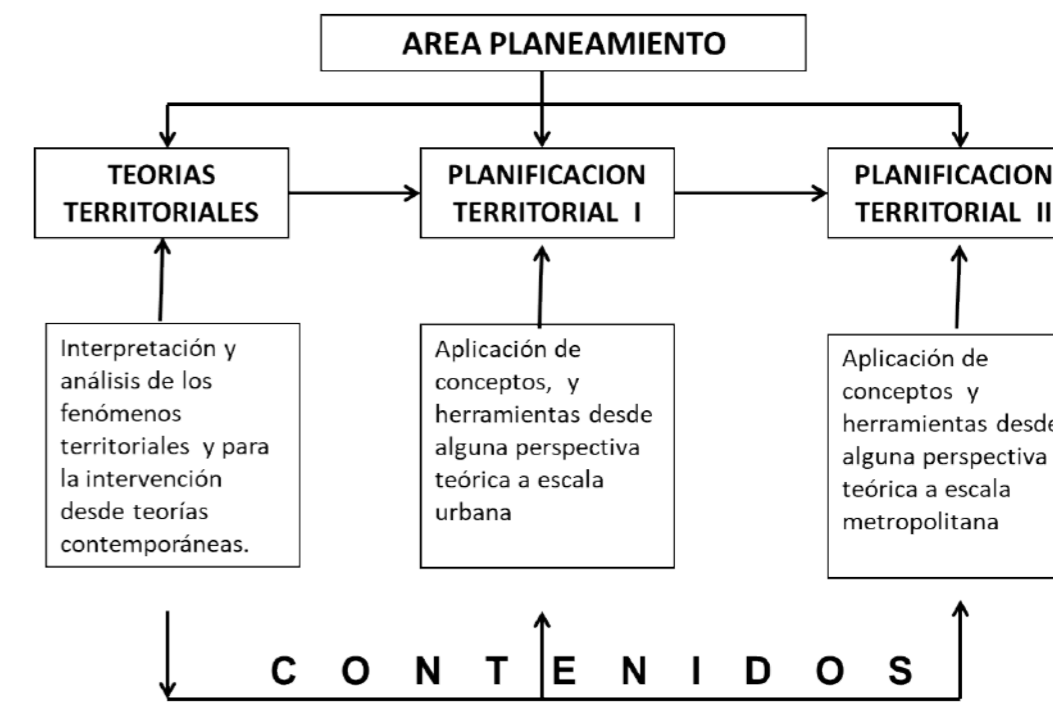 AREA PLANEAMIENTO
TEORIAS
TERRITORIALES
PLANIFICACION
TERRITORIAL I
PLANIFICACION
TERRITORIAL II
Interpretación y
análisis de los
fenómenos
territoriales y para
la intervención
desde teorías
contemporáneas.
Aplicación de
conceptos, y
herramientas desde
alguna perspectiva
teórica a escala
urbana
Aplicación de
conceptos y
herramientas desde
alguna perspectiva
teórica a escala
metropolitana
C O N T E N I D O S